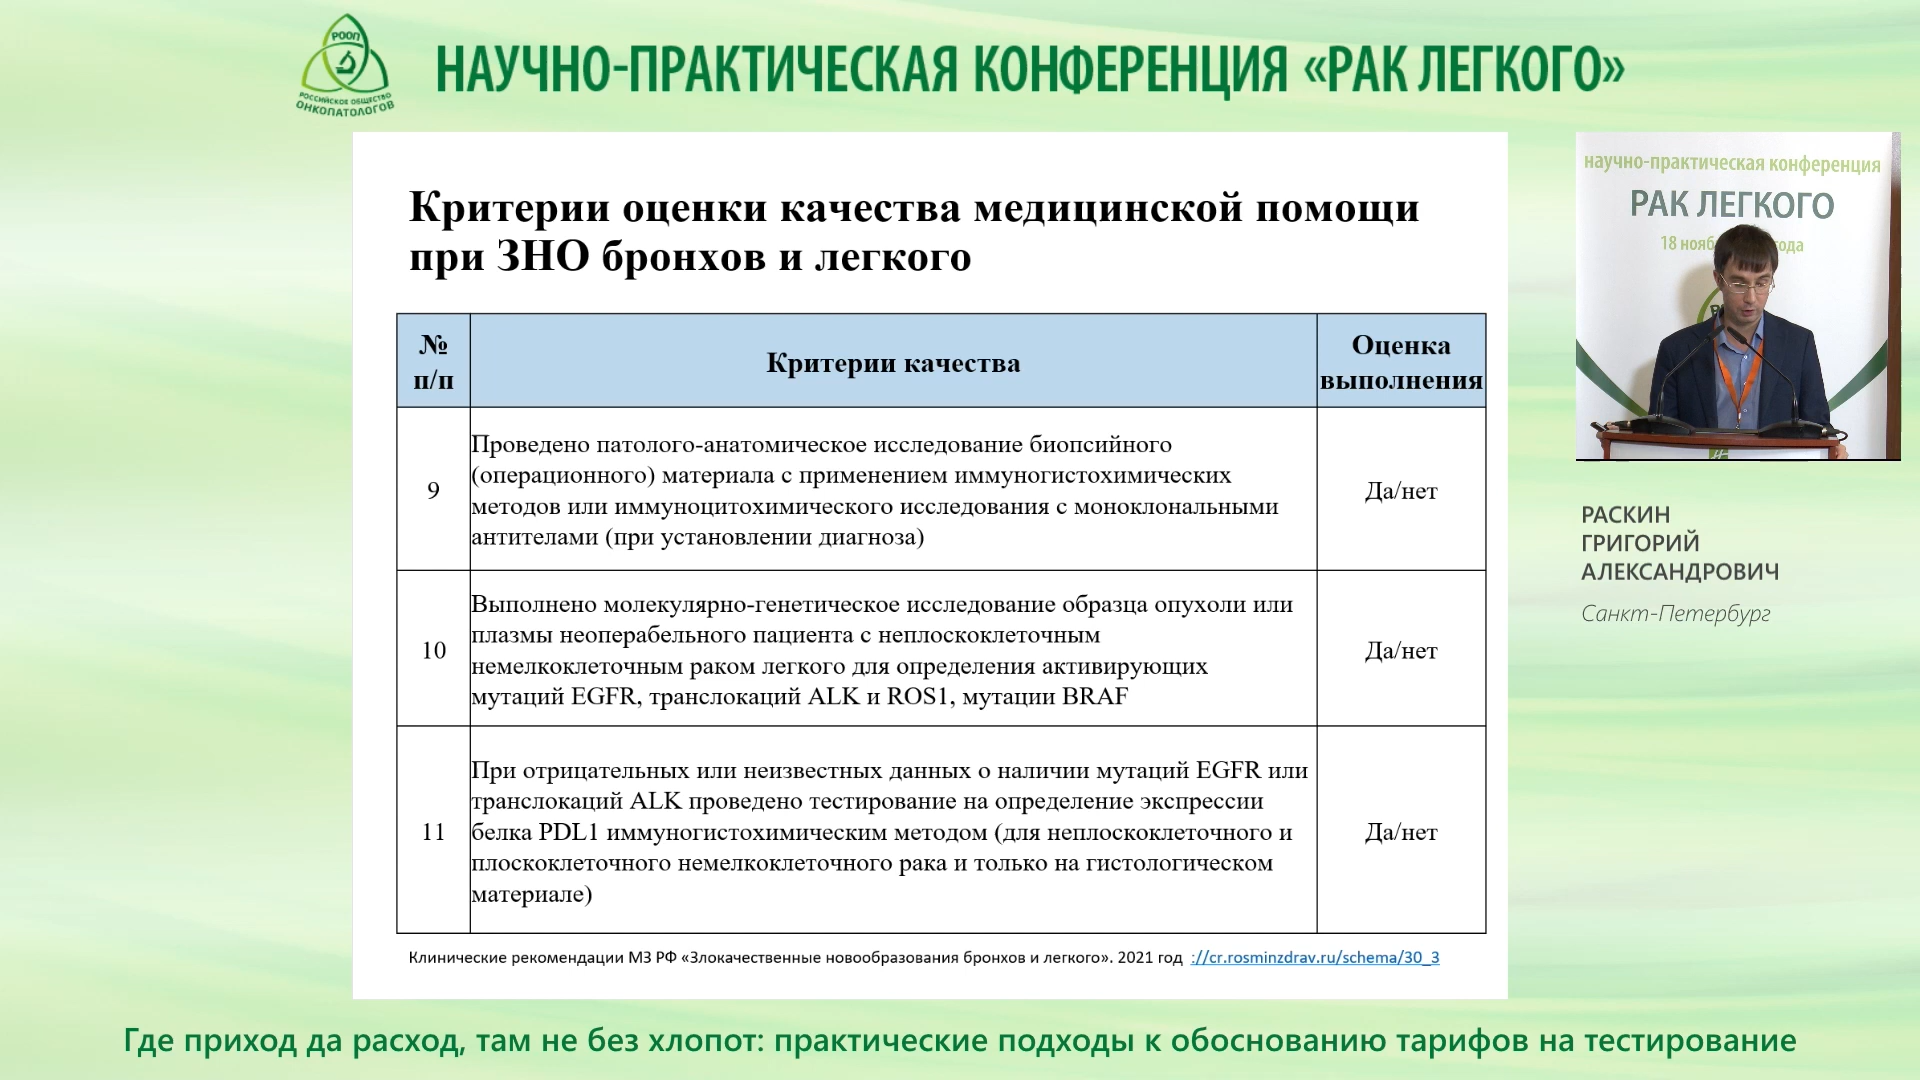 РООП
РОССИЙСКОЕ ОБЩЕСТВО
ОНКОПАТОЛОГОВ
НАУЧНО-ПРАКТИЧЕСКАЯ КОНФЕРЕНЦИЯ «РАК ЛЕГКОГО»
Критерии оценки качества медицинской помощи
при ЗНО бронхов и легкого
№
п/п
Критерии качества
Оценка
выполнения
9
Проведено патолого-анатомическое исследование биопсийного
(операционного) материала с применением иммуногистохимических
методов или иммуноцитохимического исследования с моноклональными
антителами (при установлении диагноза)
Да/нет
10
Выполнено молекулярно-генетическое исследование образца опухоли или
плазмы неоперабельного пациента с неплоскоклеточным
немелкоклеточным раком легкого для определения активирующих
мутаций EGFR, транслокаций ALK и ROS1, мутации BRAF
Да/нет
11
При отрицательных или неизвестных данных о наличии мутаций EGFR или
транслокаций ALK проведено тестирование на определение экспрессии
белка PDL1 иммуногистохимическим методом (для неплоскоклеточного и
плоскоклеточного немелкоклеточного рака и только на гистологическом
материале)
Да/нет
Клинические рекомендации МЗ РФ «Злокачественные новообразования бронхов и легкого». 2021 год ://cr.rosminzdrav.ru/schema/30_3
научно-практическая конференция
РАК ЛЕГКОГО
18
РАСКИН
ГРИГОРИЙ
АЛЕКСАНДРОВИЧ
Санкт-Петербург
Где приход да расход, там не без хлопот: практические подходы к обоснованию тарифов на тестирование